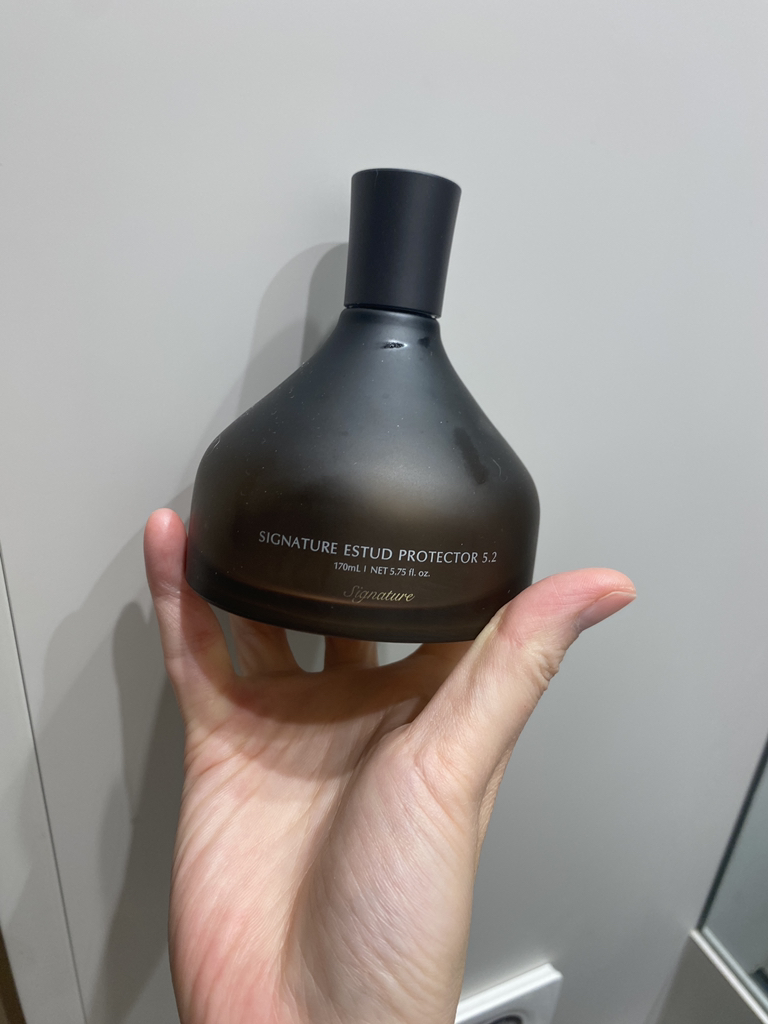 SIGNATURE ESTUD PROTECTOR 5.2
170mL | NET 5.75 fl. oz.
Signature